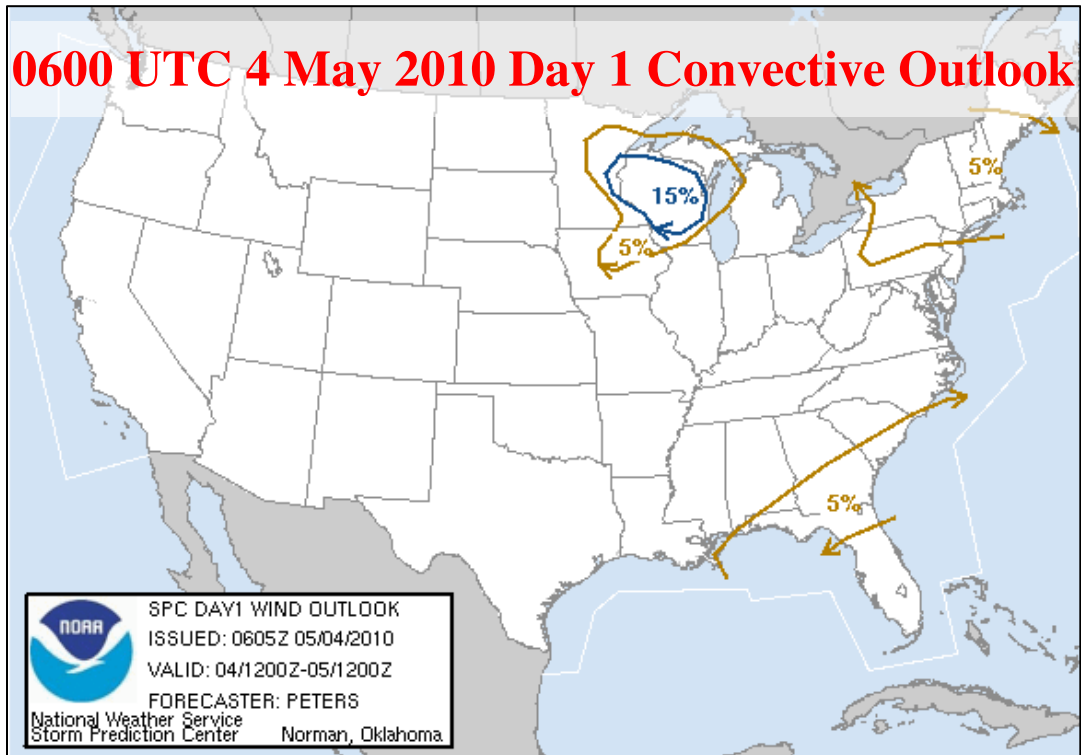 0600 UTC 4 May 2010 Day 1 Convective Outlook
5%
15%
5%
5%
NOAA
SPC DAY1 WIND OUTLOOK
ISSUED: 0605Z 05/04/2010
VALID: 04/1200Z-05/1200Z
FORECASTER: PETERS
National Weather Service
Storm Prediction Center Norman, Oklahoma